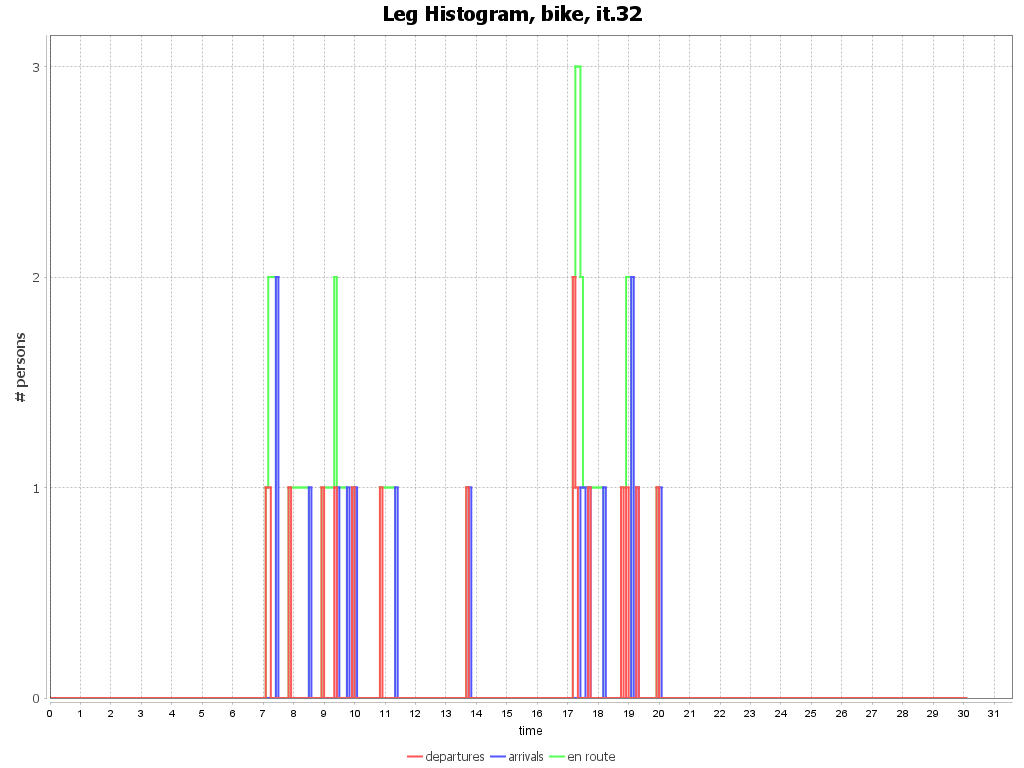 Leg Histogram, bike, it.32
# persons
3
2
1
0
0 1 2 3 4 5 6 7 8 9 10 11 12 13 14 15 16 17 18 19 20 21 22 23 24 25 26 27 28 29 30 31
time
departures arrivals en route